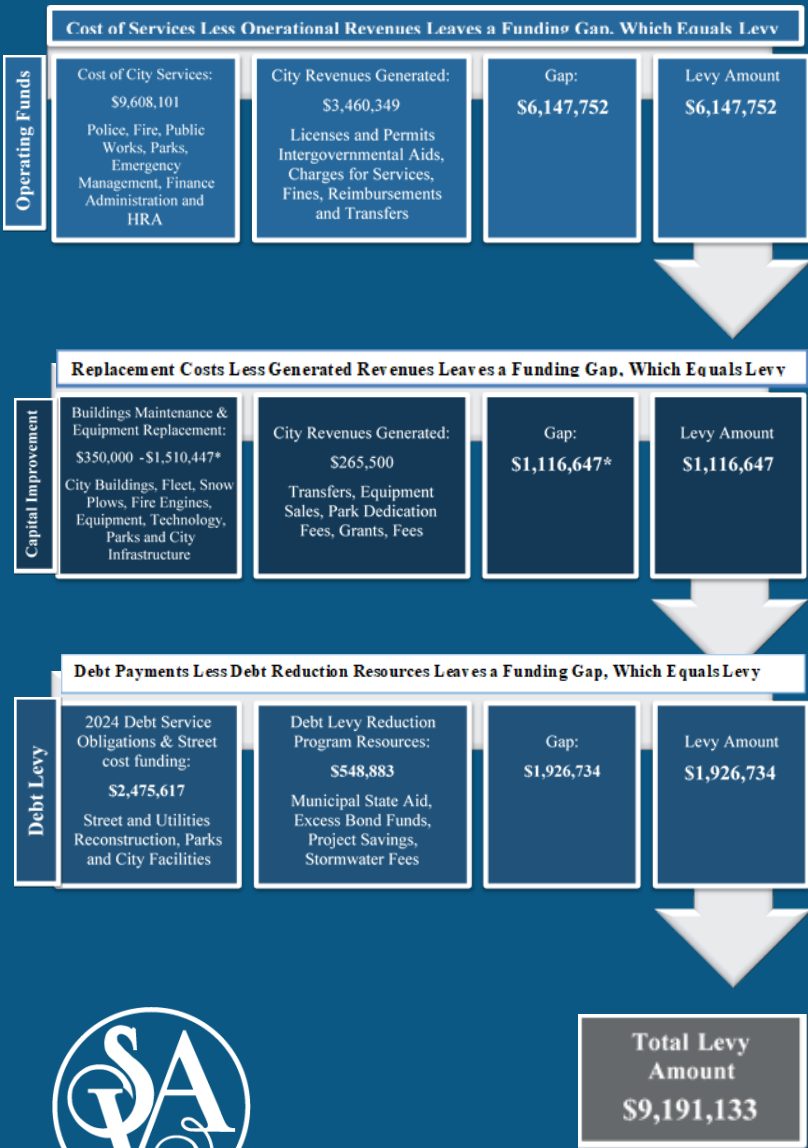 Cost of Services Less Operational Revenues Leaves a Funding Gap, Which Equals Levy
Operating Funds
Cost of City Services:
$9,608,101
Police, Fire, Public
Works, Parks,
Emergency
Management, Finance
Administration and
HRA
City Revenues Generated:
$3,460,349
Licenses and Permits
Intergovernmental Aids,
Charges for Services,
Fines, Reimbursements
and Transfers
Gap:
$6,147,752
Levy Amount
$6,147,752
Replacement Costs Less Generated Revenues Leaves a Funding Gap, Which Equals Levy
Capital Improvement
Buildings Maintenance &
Equipment Replacement:
$350,000 -$1,510,447*
City Buildings, Fleet, Snow
Plows, Fire Engines,
Equipment, Technology,
Parks and City
Infrastructure
City Revenues Generated:
$265,500
Transfers, Equipment
Sales, Park Dedication
Fees, Grants, Fees
Gap:
$1,116,647*
Levy Amount
$1,116,647
Debt Payments Less Debt Reduction Resources Leaves a Funding Gap, Which Equals Levy
Debt Levy
2024 Debt Service
Obligations & Street
cost funding:
$2,475,617
Street and Utilities
Reconstruction, Parks
and City Facilities
Debt Levy Reduction
Program Resources:
$548,883
Municipal State Aid,
Excess Bond Funds,
Project Savings,
Stormwater Fees
Gap:
$1,926,734
Levy Amount
$1,926,734
Total Levy
Amount
$9,191,133